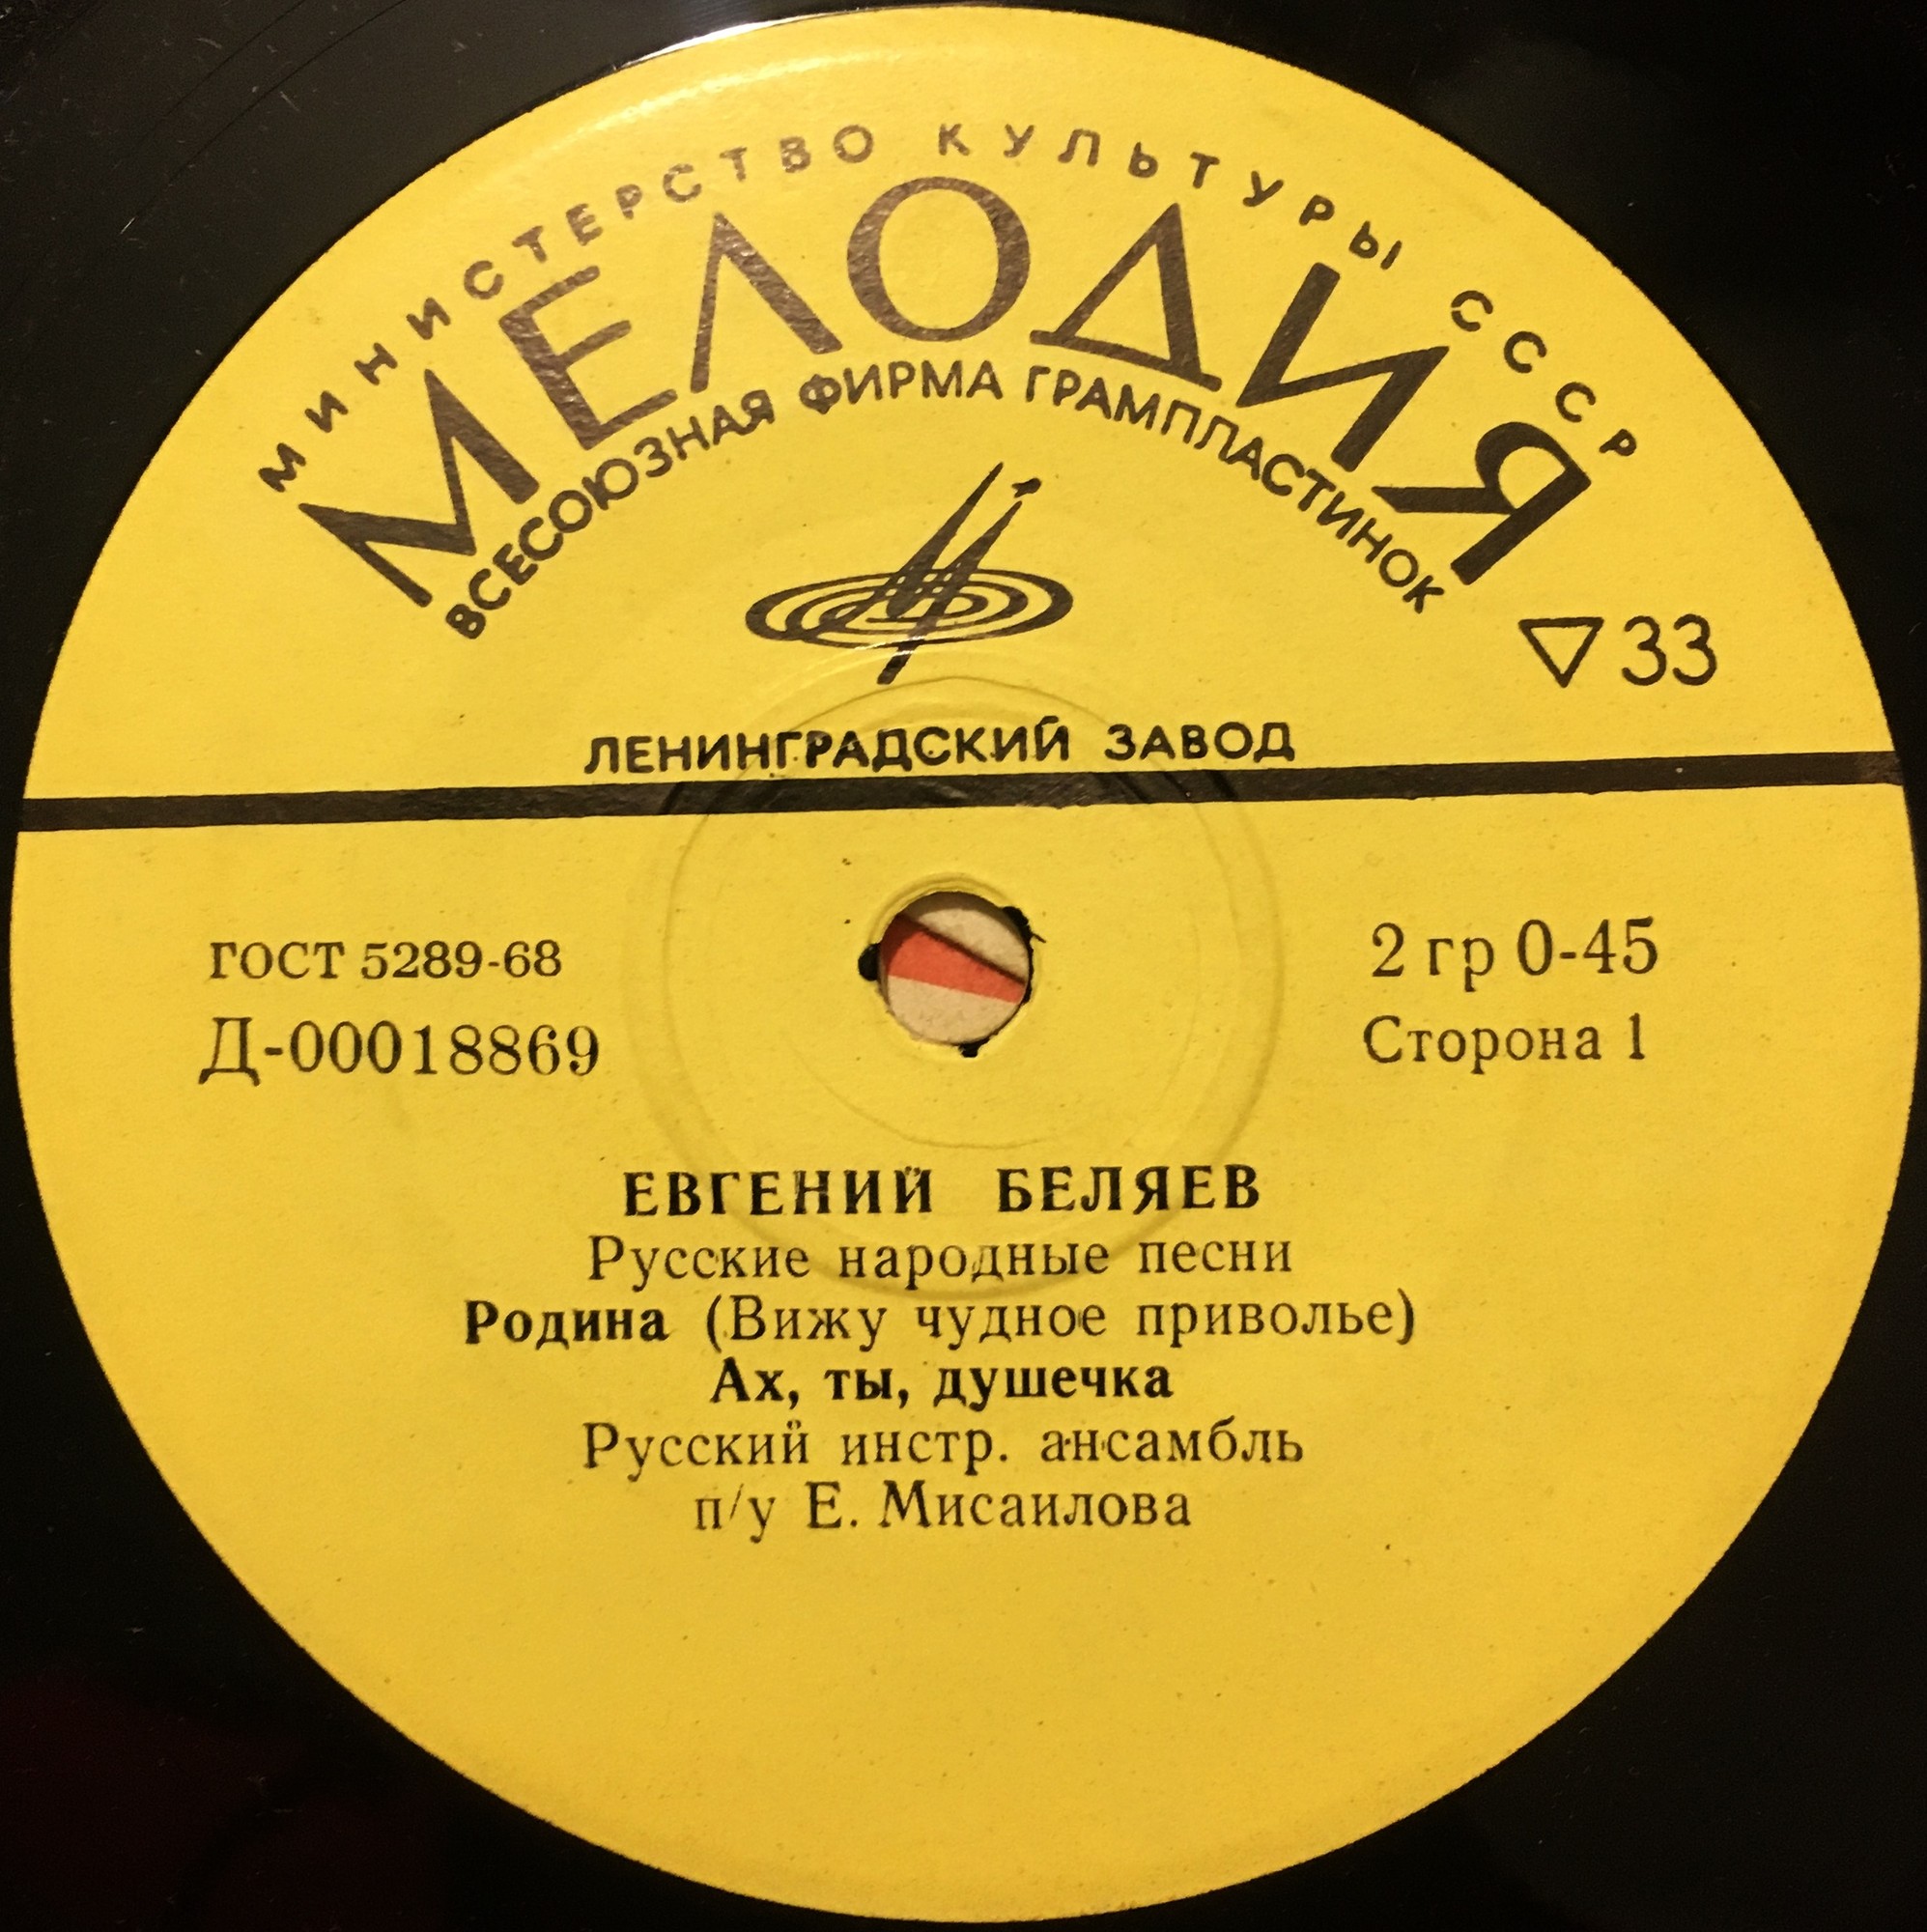 МИНИСТЕРСТВО КУЛЬТУРЫ СССР
МЕЛОДИЯ
ВСЕСОЮЗНАЯ ФИРМА ГРАМПЛАСТИНОК
▽33
ЛЕНИНГРАДСКИЙ ЗАВОД
ГОСТ 5289-68
2 гр 0-45
Д-00018869
Сторона 1
ЕВГЕНИЙ БЕЛЯЕВ
Русские народные песни
Родина (Вижу чудное приволье)
Ах, ты, душечка
Русский инстр. ансамбль
п/у Е. Мисаилова